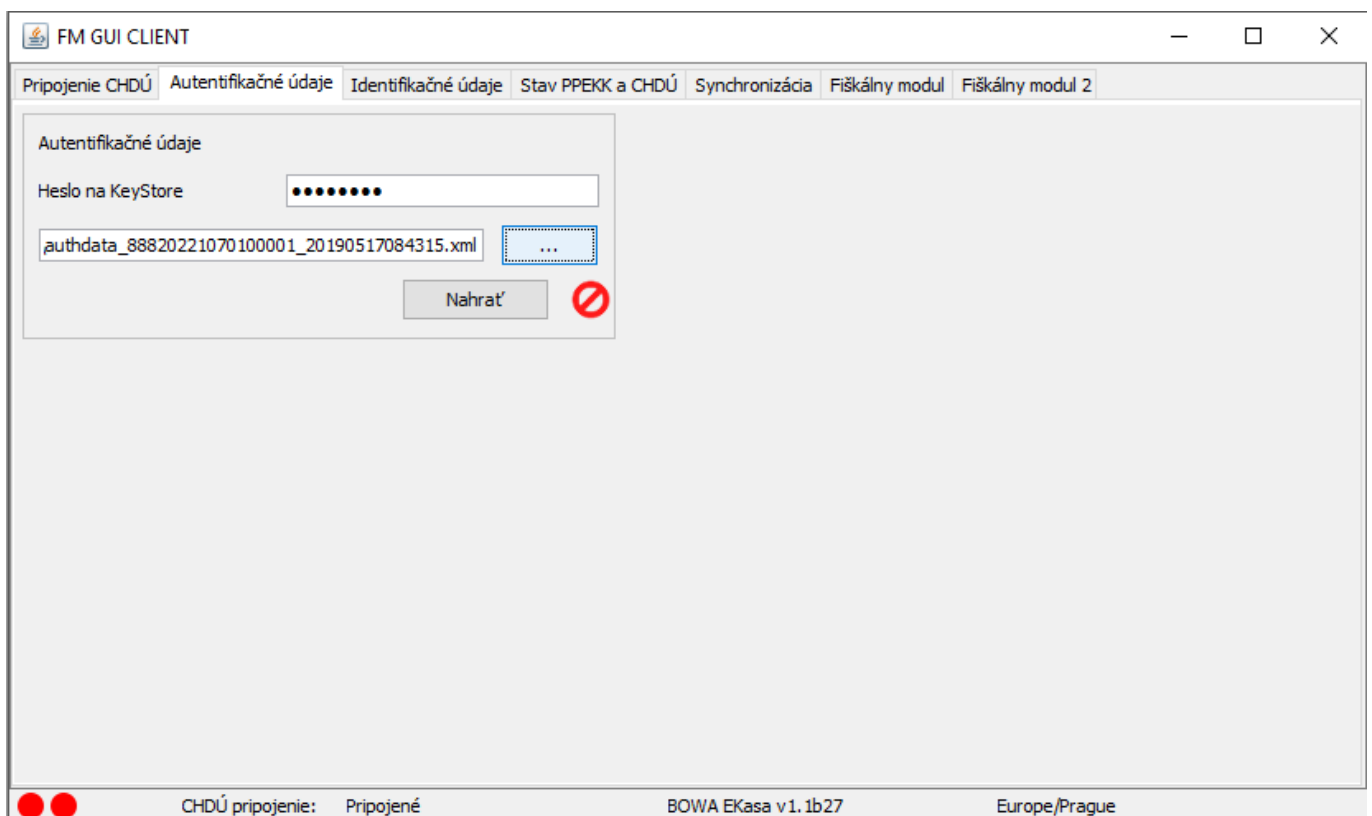 FM GUI CLIENT
Pripojenie CHDÚ Autentifikačné údaje Identifikačné údaje Stav PPEKK a CHDÚ Synchronizácia Fiškálny modul Fiškálny modul 2
Autentifikačné údaje
Heslo na KeyStore ●●●●●●●●
authdata_88820221070100001_20190517084315.xml ...
Nahrať
CHDÚ pripojenie: Pripojené BOWA EKasa v1.1b27 Europe/Prague